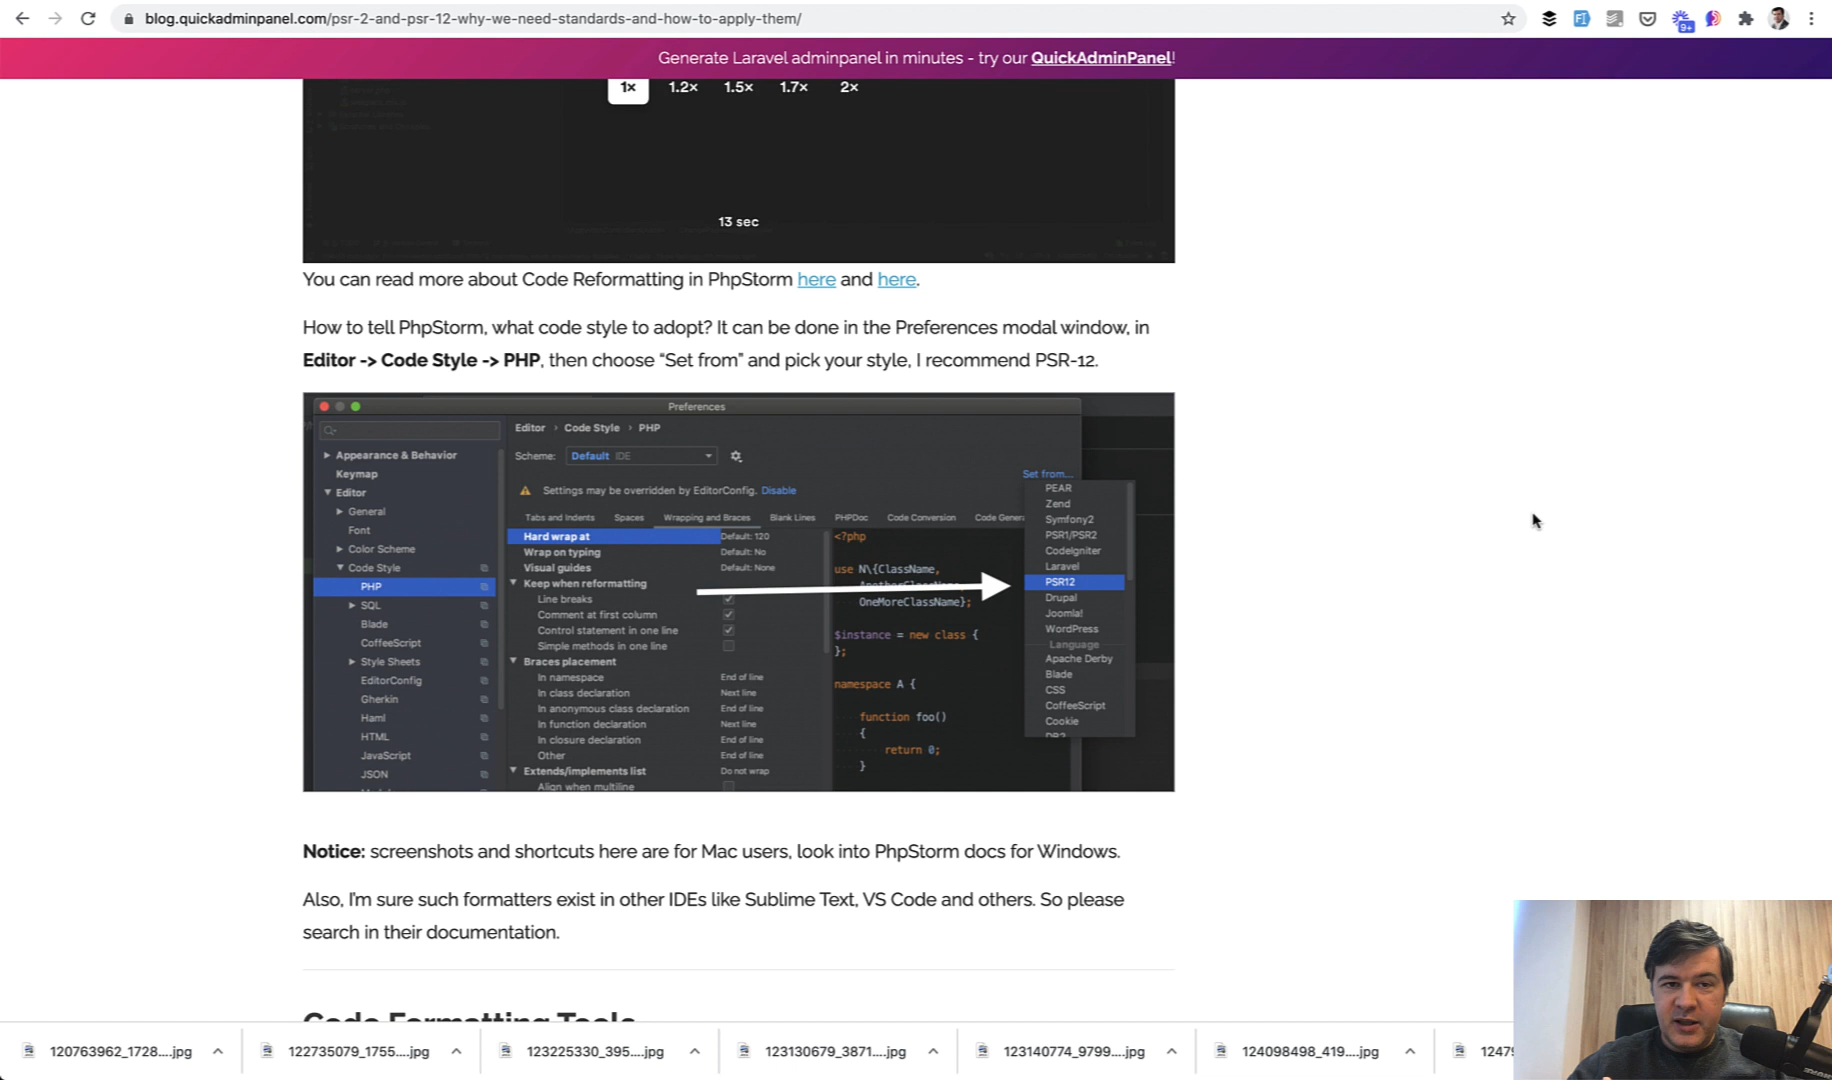 blog.quickadminpanel.com/psr-2-and-psr-12-why-we-need-standards-and-how-to-apply-them/
9+
Generate Laravel adminpanel in minutes - try our QuickAdminPanel!
1× 1.2× 1.5× 1.7× 2×
13 sec
You can read more about Code Reformatting in PhpStorm here and here.
How to tell PhpStorm, what code style to adopt? It can be done in the Preferences modal window, in
Editor -> Code Style -> PHP, then choose “Set from” and pick your style, I recommend PSR-12.
Preferences
Appearance & Behavior
Keymap
Editor
General
Font
Color Scheme
Code Style
PHP
SQL
Blade
CoffeeScript
Style Sheets
EditorConfig
Gherkin
Haml
HTML
JavaScript
JSON
Editor › Code Style › PHP
Scheme: Default IDE
Set from...
Settings may be overridden by EditorConfig. Disable
Tabs and Indents Spaces Wrapping and Braces Blank Lines PHPDoc Code Conversion Code Genera
Hard wrap at Default: 120
Wrap on typing Default: No
Visual guides Default: None
Keep when reformatting
Line breaks
Comment at first column
Control statement in one line
Simple methods in one line
Braces placement
In namespace End of line
In class declaration Next line
In anonymous class declaration End of line
In function declaration Next line
In closure declaration End of line
Other End of line
Extends/implements list Do not wrap
Align when multiline
<?php
use N\{ClassName,
AnotherClassName,
OneMoreClassName};
$instance = new class {
};
namespace A {
function foo()
{
return 0;
}
PEAR
Zend
Symfony2
PSR1/PSR2
CodeIgniter
Laravel
PSR12
Drupal
Joomla!
WordPress
Language
Apache Derby
Blade
CSS
CoffeeScript
Cookie
DB2
Notice: screenshots and shortcuts here are for Mac users, look into PhpStorm docs for Windows.
Also, I'm sure such formatters exist in other IDEs like Sublime Text, VS Code and others. So please
search in their documentation.
Code Formatting Tools
120763962_1728....jpg
122735079_1755....jpg
123225330_395....jpg
123130679_3871....jpg
123140774_9799....jpg
124098498_419....jpg
1247